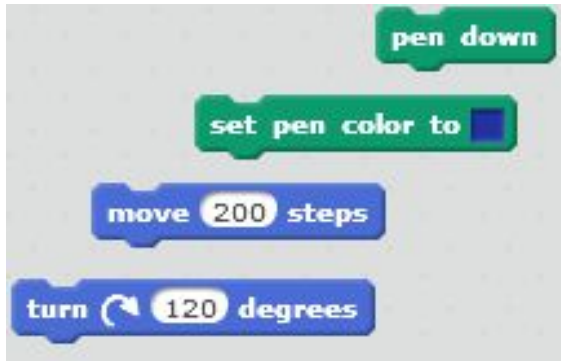 pen down
set pen color to
move 200 steps
turn 120 degrees